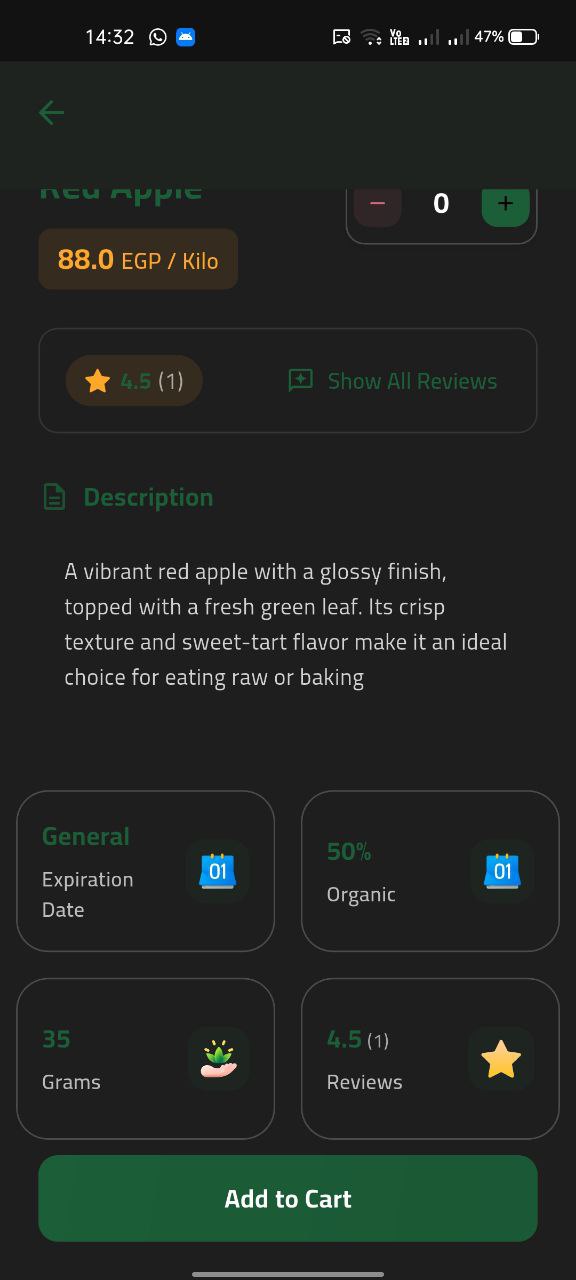 14:32
Vo
LTE2
47%
Red Apple
0
88.0 EGP / Kilo
4.5 (1)
Show All Reviews
Description
A vibrant red apple with a glossy finish,
topped with a fresh green leaf. Its crisp
texture and sweet-tart flavor make it an ideal
choice for eating raw or baking
General
Expiration
Date
01
50%
Organic
01
35
Grams
4.5 (1)
Reviews
Add to Cart